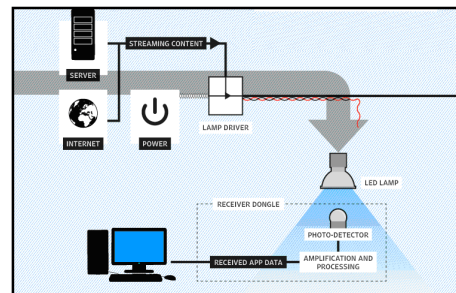 STREAMING CONTENT
SERVER
INTERNET
POWER
LAMP DRIVER
LED LAMP
RECEIVER DONGLE
PHOTO-DETECTOR
RECEIVED APP DATA
AMPLIFICATION AND
PROCESSING